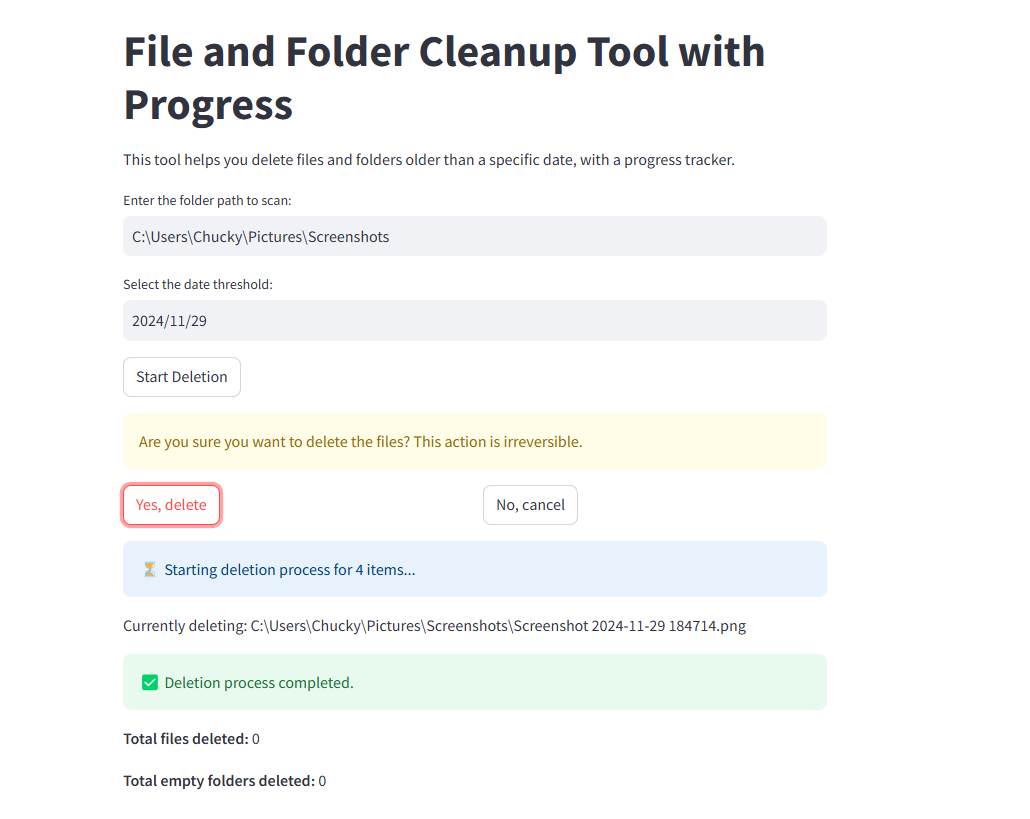 File and Folder Cleanup Tool with
Progress
This tool helps you delete files and folders older than a specific date, with a progress tracker.
Enter the folder path to scan:
C:\Users\Chucky\Pictures\Screenshots
Select the date threshold:
2024/11/29
Start Deletion
Are you sure you want to delete the files? This action is irreversible.
Yes, delete
No, cancel
⏳ Starting deletion process for 4 items...
Currently deleting: C:\Users\Chucky\Pictures\Screenshots\Screenshot 2024-11-29 184714.png
✅ Deletion process completed.
Total files deleted: 0
Total empty folders deleted: 0